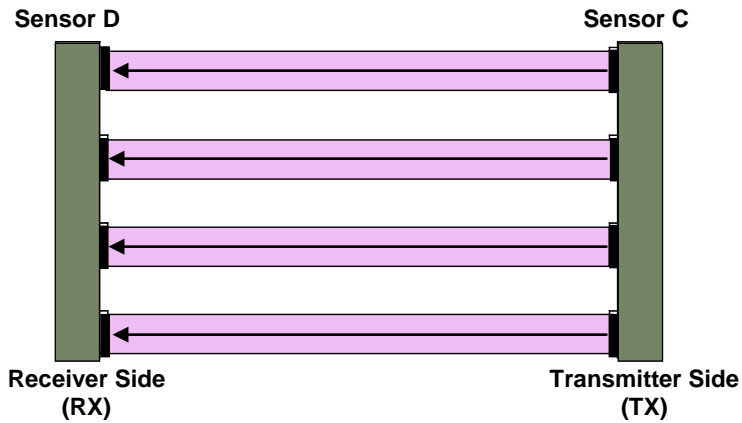 Sensor D
Sensor C
Receiver Side
(RX)
Transmitter Side
(TX)